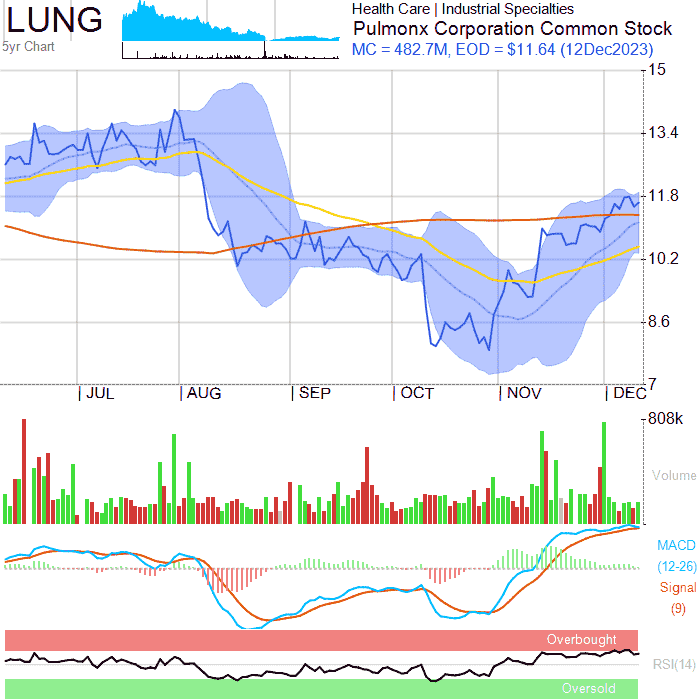 LUNG
5yr Chart
Health Care | Industrial Specialties
Pulmonx Corporation Common Stock
MC = 482.7M, EOD = $11.64 (12Dec2023)
15
13.4
11.8
10.2
8.6
7
| JUL | AUG | SEP | OCT | NOV | DEC
808k
Volume
MACD
(12-26)
Signal
(9)
Overbought
RSI(14)
Oversold